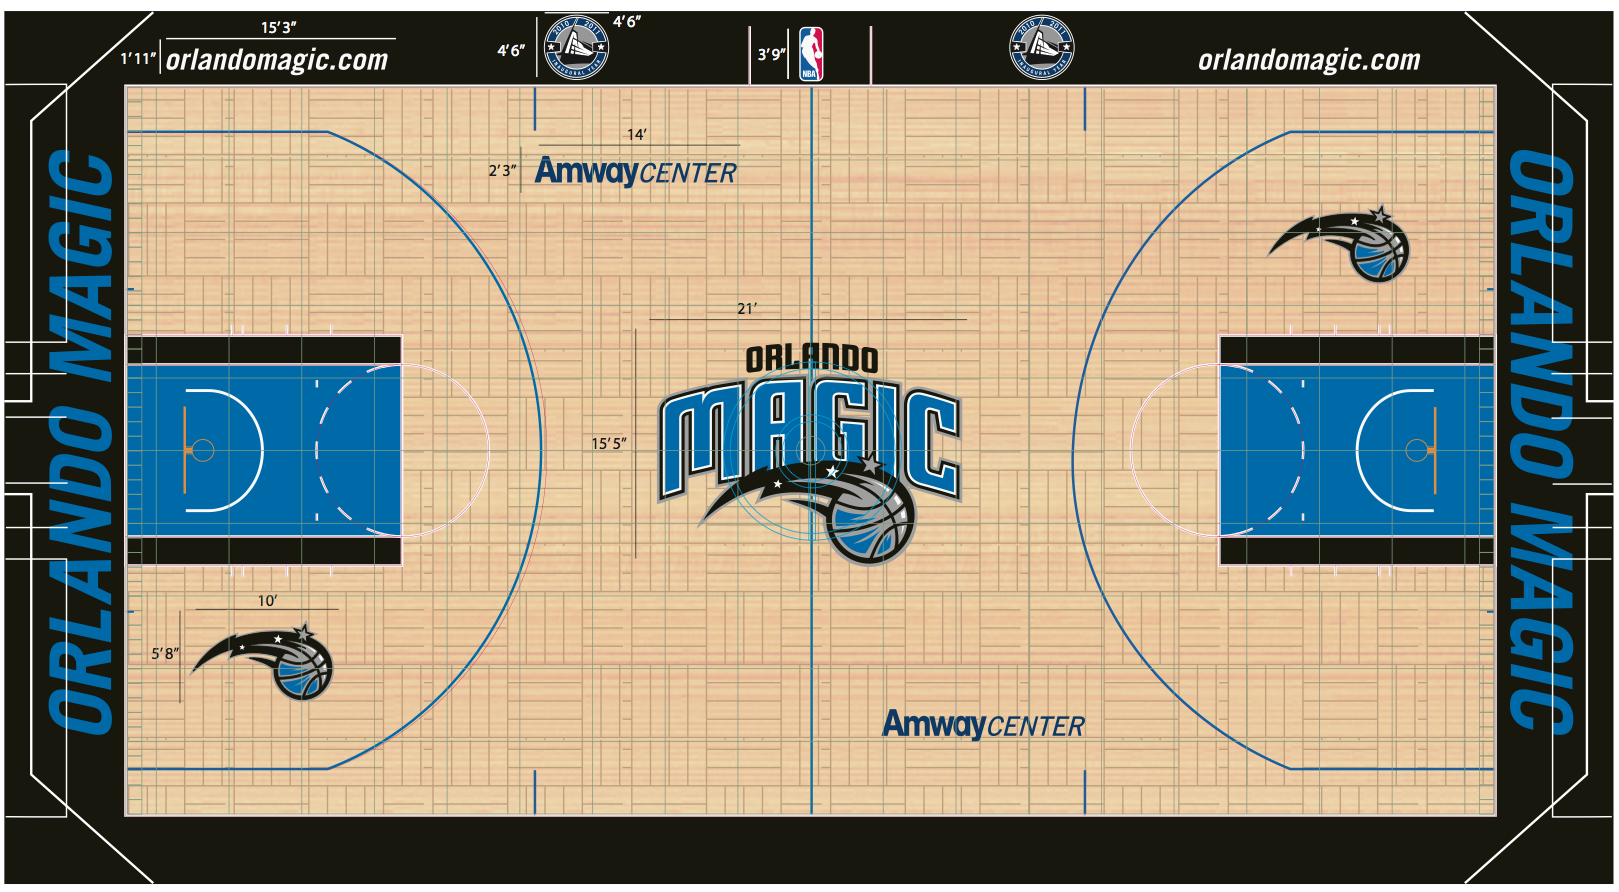 15'3"
1'11"
orlandomagic.com
4'6"
4'6"
2010 2011
INAUGURAL YEAR
3'9"
NBA
2010 2011
INAUGURAL YEAR
orlandomagic.com
14'
2'3"
AmwayCENTER
ORLANDO MAGIC
ORLANDO MAGIC
21'
15'5"
ORLANDO
MAGIC
10'
5'8"
AmwayCENTER